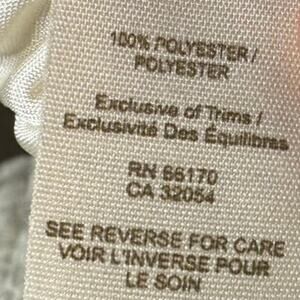 100% POLYESTER /
POLYESTER
Exclusive of Trims /
Exclusivité Des Équilibres
RN 66170
CA 32054
SEE REVERSE FOR CARE
VOIR L'INVERSE POUR
LE SOIN